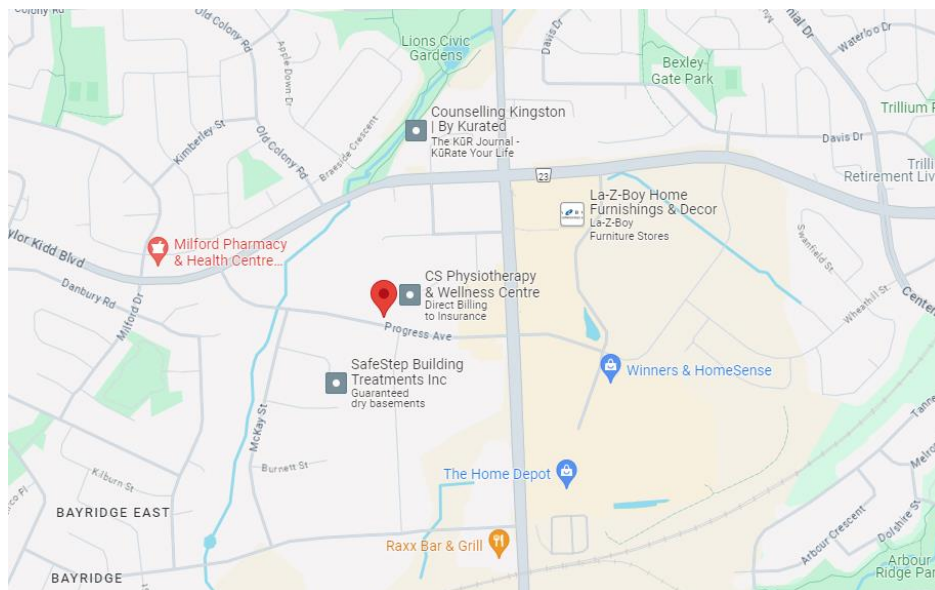 Colony Rd
Old Colony Rd
Apple Down Dr
Lions Civic
Gardens
Davis Dr
Waterloo Dr
Bexley
Gate Park
Counselling Kingston
| By Kurated
The KūR Journal -
KūRate Your Life
Trillium
Kimberley St
Old Colony Rd
Braeside Crescent
Davis Dr
Retirement Liv
23
La-Z-Boy Home
Furnishings & Decor
La-Z-Boy
Furniture Stores
ylor Kidd Blvd
Milford Pharmacy
& Health Centre...
Swanfield St
CS Physiotherapy
& Wellness Centre
Direct Billing
to Insurance
Danbury Rd
Milford Dr
Wheathill St
Centen
Progress Ave
SafeStep Building
Treatments Inc
Guaranteed
dry basements
Winners & HomeSense
McKay St
Burnett St
Kilburn St
The Home Depot
BAYRIDGE EAST
Raxx Bar & Grill
Arbour Crescent
Dolshire St
Arbour
Ridge Par
BAYRIDGE